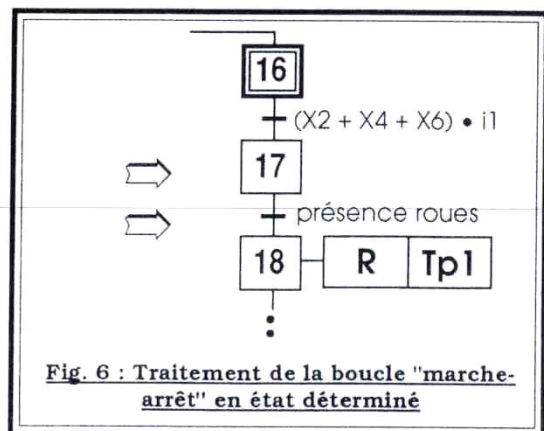 16
(X2 + X4 + X6) • i1
17
présence roues
18 R Tp1
Fig. 6 : Traitement de la boucle "marche-
arrêt" en état déterminé